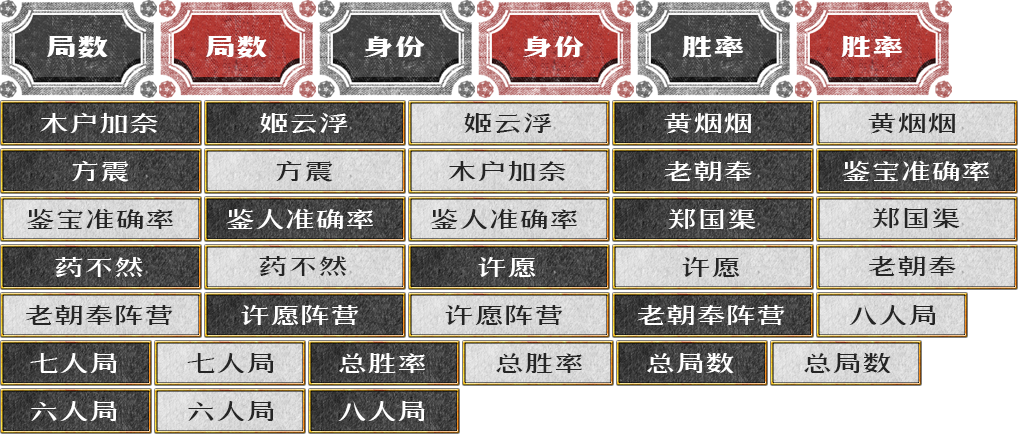 局数 局数 身份 身份 胜率 胜率
木户加奈 姬云浮 姬云浮 黄烟烟 黄烟烟
方震 方震 木户加奈 老朝奉 鉴宝准确率
鉴宝准确率 鉴人准确率 鉴人准确率 郑国渠 郑国渠
药不然 药不然 许愿 许愿 老朝奉
老朝奉阵营 许愿阵营 许愿阵营 老朝奉阵营 八人局
七人局 七人局 总胜率 总胜率 总局数 总局数
六人局 六人局 八人局